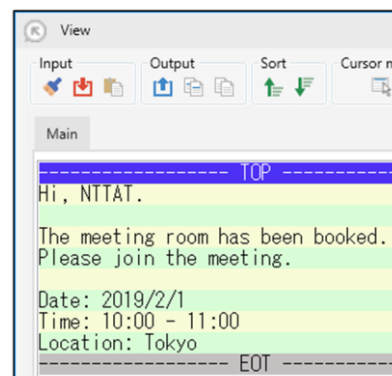 View
Input Output Sort Cursor
Main
------------------ TOP ------------
Hi, NTTAT.
The meeting room has been booked.
Please join the meeting.
Date: 2019/2/1
Time: 10:00 - 11:00
Location: Tokyo
------------------ EOT ------------